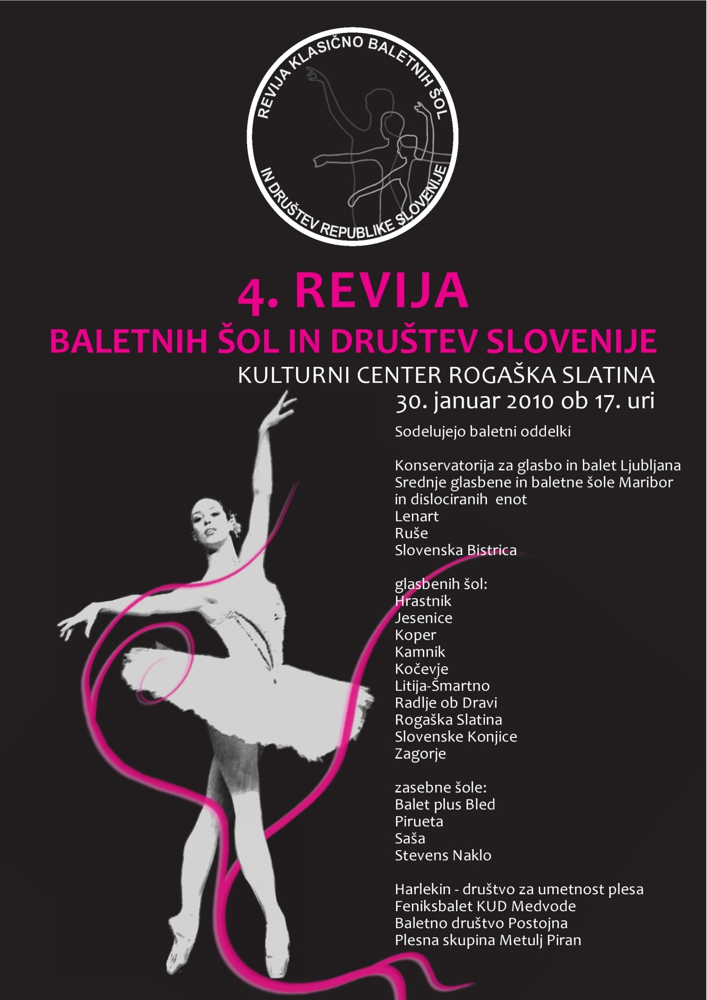 REVIJA KLASIČNO BALETNIH ŠOL
IN DRUŠTEV REPUBLIKE SLOVENIJE
4. REVIJA
BALETNIH ŠOL IN DRUŠTEV SLOVENIJE
KULTURNI CENTER ROGAŠKA SLATINA
30. januar 2010 ob 17. uri
Sodelujejo baletni oddelki
Konservatorija za glasbo in balet Ljubljana
Srednje glasbene in baletne šole Maribor
in dislociranih enot
Lenart
Ruše
Slovenska Bistrica
glasbenih šol:
Hrastnik
Jesenice
Koper
Kamnik
Kočevje
Litija-Šmartno
Radlje ob Dravi
Rogaška Slatina
Slovenske Konjice
Zagorje
zasebne šole:
Balet plus Bled
Pirueta
Saša
Stevens Naklo
Harlekin - društvo za umetnost plesa
Feniksbalet KUD Medvode
Baletno društvo Postojna
Plesna skupina Metulj Piran